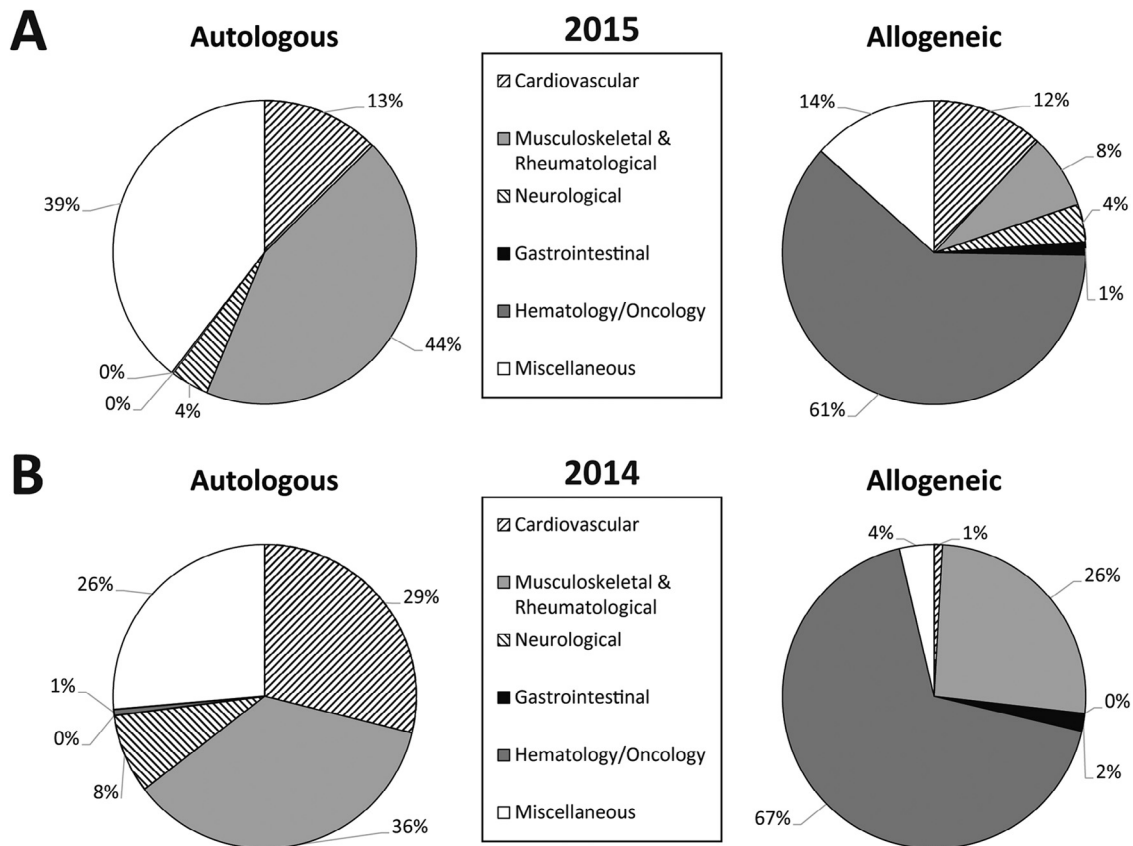 A
Autologous
2015
Allogeneic
13%
44%
4%
0%
0%
39%
Cardiovascular
Musculoskeletal &
Rheumatological
Neurological
Gastrointestinal
Hematology/Oncology
Miscellaneous
12%
8%
4%
1%
61%
14%
B
Autologous
2014
Allogeneic
29%
36%
8%
0%
1%
26%
Cardiovascular
Musculoskeletal &
Rheumatological
Neurological
Gastrointestinal
Hematology/Oncology
Miscellaneous
1%
26%
0%
2%
67%
4%